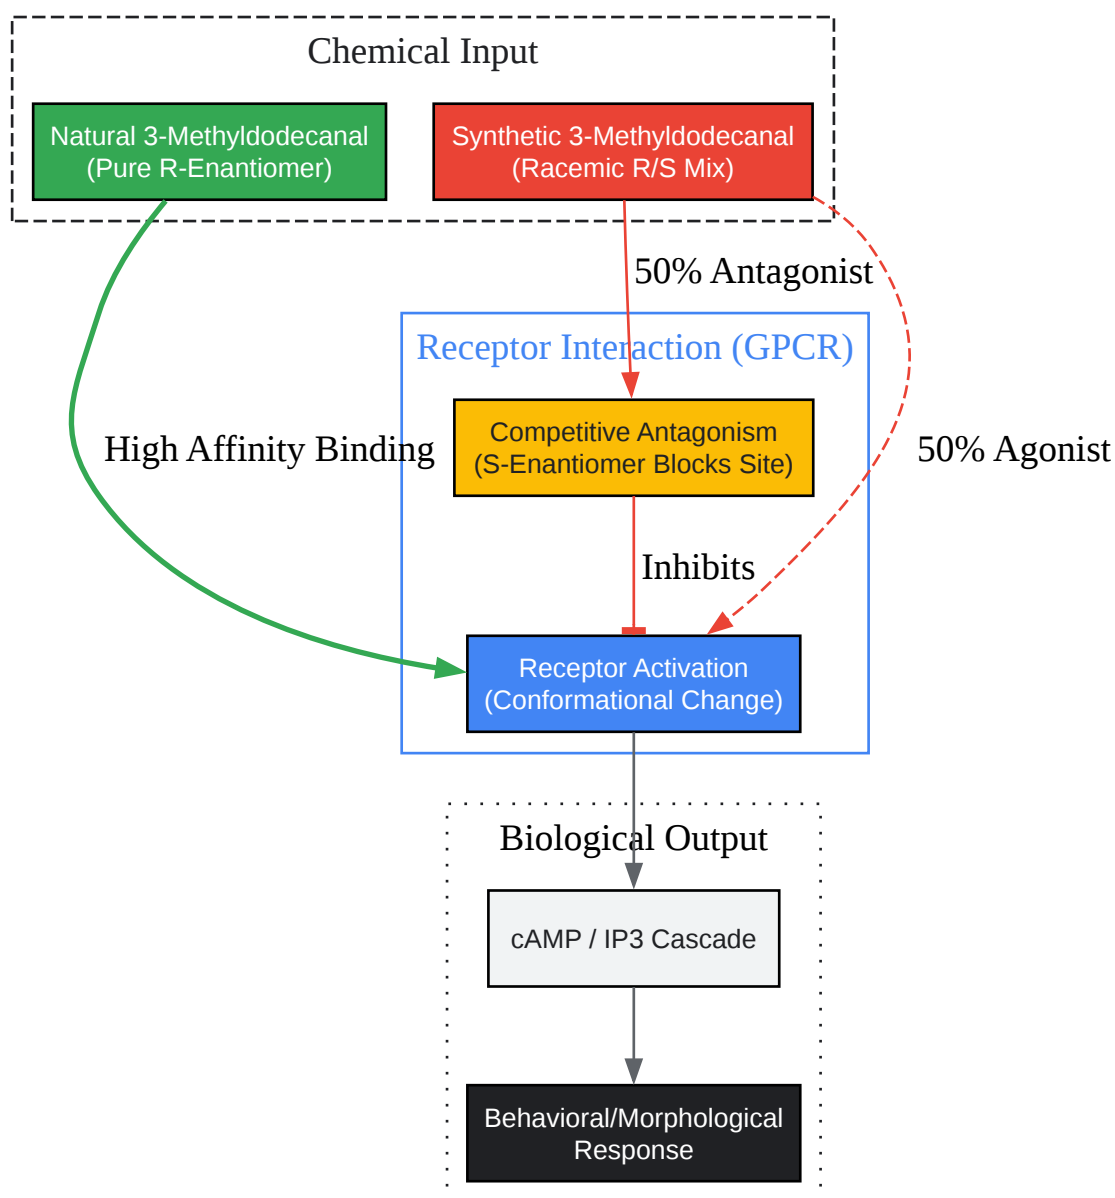 Chemical Input
Natural 3-Methyldodecanal
(Pure R-Enantiomer)
Synthetic 3-Methyldodecanal
(Racemic R/S Mix)
50% Antagonist
Receptor Interaction (GPCR)
Competitive Antagonism
(S-Enantiomer Blocks Site)
High Affinity Binding
50% Agonist
Inhibits
Receptor Activation
(Conformational Change)
Biological Output
cAMP / IP3 Cascade
Behavioral/Morphological
Response